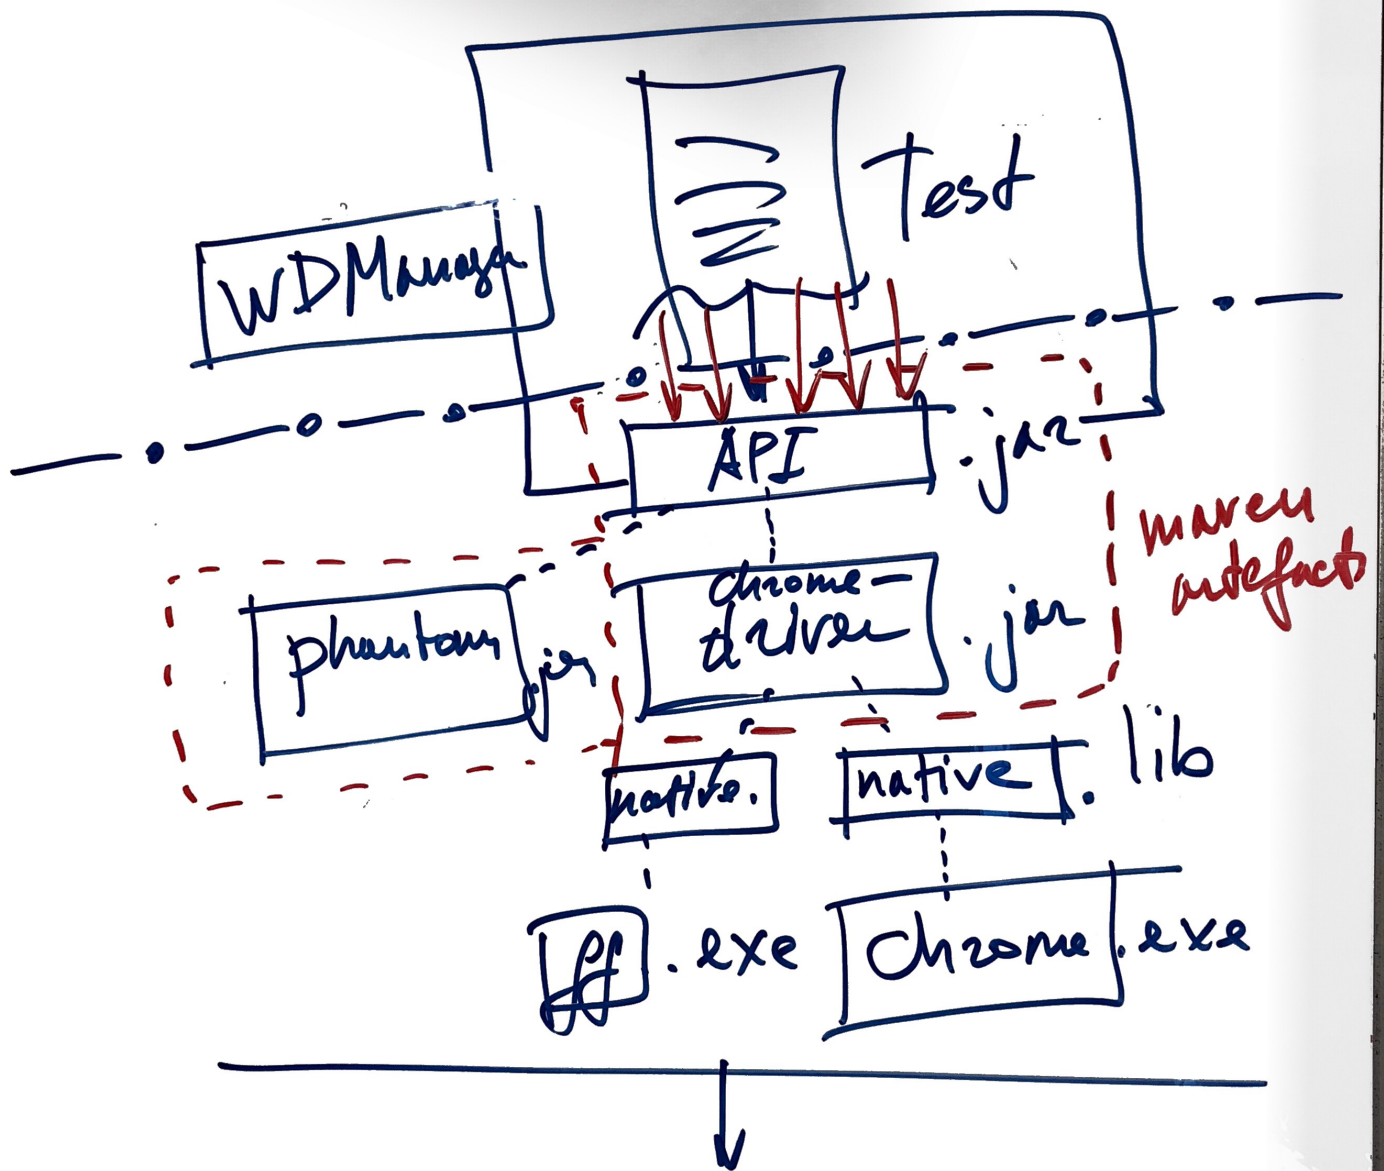 Test
WDManager
API
.jar
maven
artefacts
phantom
.jar
chrome-
driver
.jar
native.
native
.lib
ff
.exe
Chrome
.exe